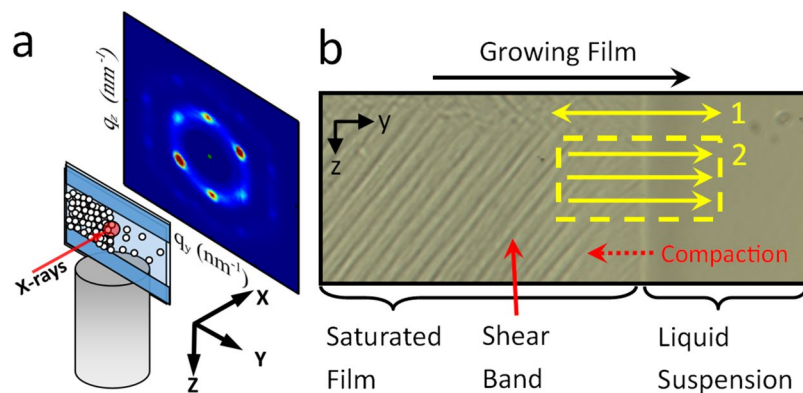 a
q_z (nm⁻¹)
q_y (nm⁻¹)
X-rays
X
Y
Z
b
Growing Film
y
z
1
2
Compaction
Saturated Film
Shear Band
Liquid Suspension